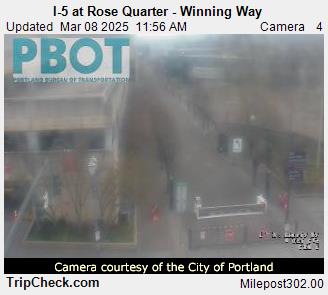 I-5 at Rose Quarter - Winning Way
Updated Mar 08 2025 11:56 AM Camera 4
PBOT
PORTLAND BUREAU OF TRANSPORTATION
Camera courtesy of the City of Portland
TripCheck.com Milepost302.00